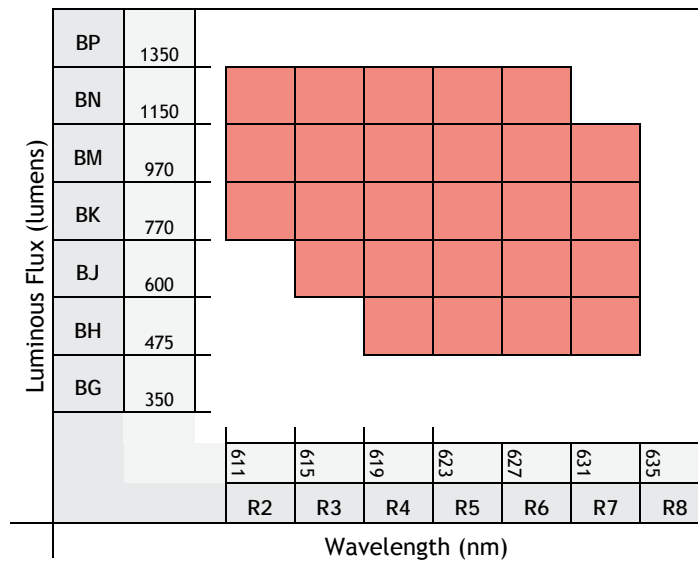 Luminous Flux (lumens)
BP 1350
BN 1150
BM 970
BK 770
BJ 600
BH 475
BG 350
611 615 619 623 627 631 635
R2 R3 R4 R5 R6 R7 R8
Wavelength (nm)